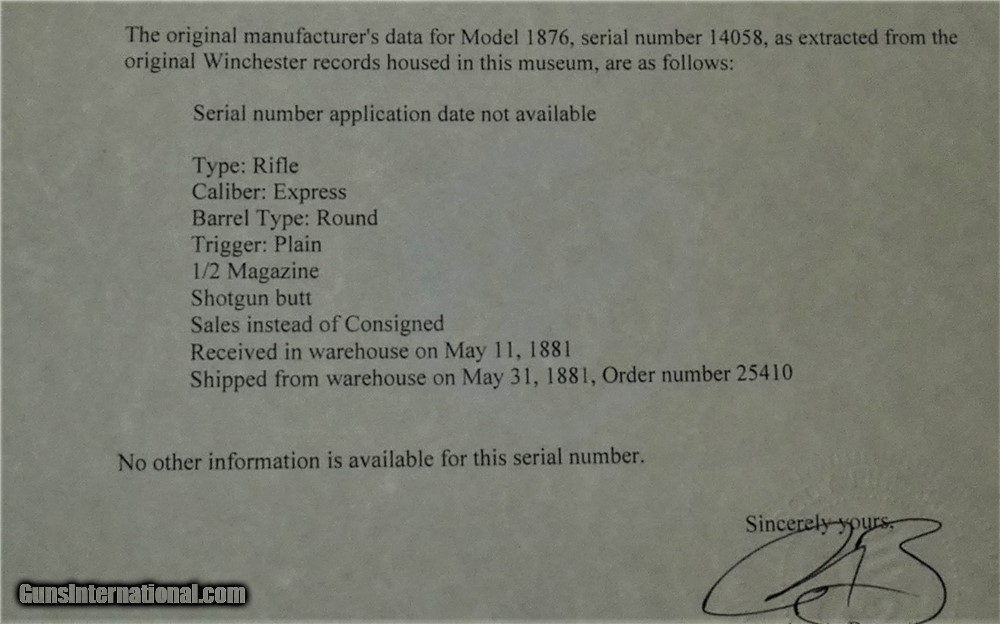 The original manufacturer's data for Model 1876, serial number 14058, as extracted from the
original Winchester records housed in this museum, are as follows:
Serial number application date not available
Type: Rifle
Caliber: Express
Barrel Type: Round
Trigger: Plain
1/2 Magazine
Shotgun butt
Sales instead of Consigned
Received in warehouse on May 11, 1881
Shipped from warehouse on May 31, 1881, Order number 25410
No other information is available for this serial number.
Sincerely yours,
GunsInternational.com